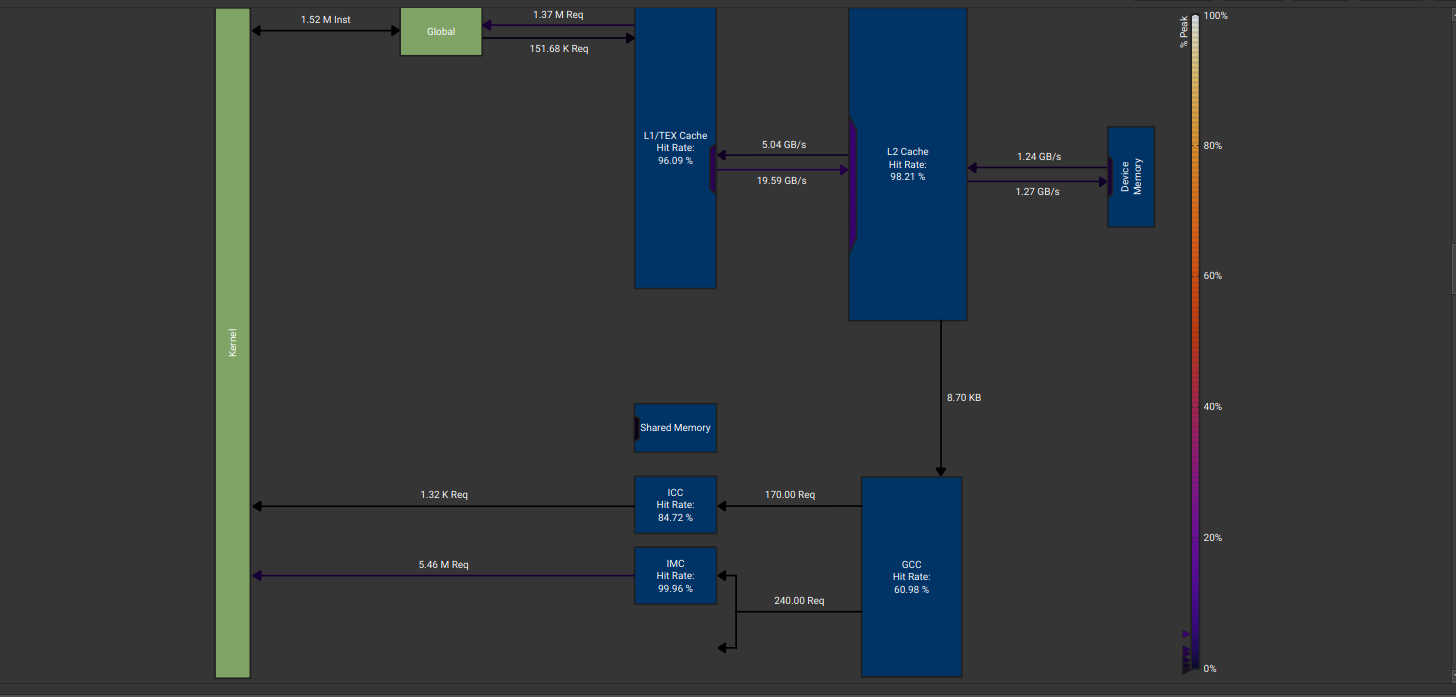 1.52 M Inst
Global
1.37 M Req
151.68 K Req
L1/TEX Cache
Hit Rate:
96.09 %
5.04 GB/s
19.59 GB/s
L2 Cache
Hit Rate:
98.21 %
1.24 GB/s
1.27 GB/s
Device
Memory
% Peak
100%
80%
60%
40%
20%
0%
Kernel
8.70 KB
Shared Memory
1.32 K Req
ICC
Hit Rate:
84.72 %
170.00 Req
5.46 M Req
IMC
Hit Rate:
99.96 %
240.00 Req
GCC
Hit Rate:
60.98 %